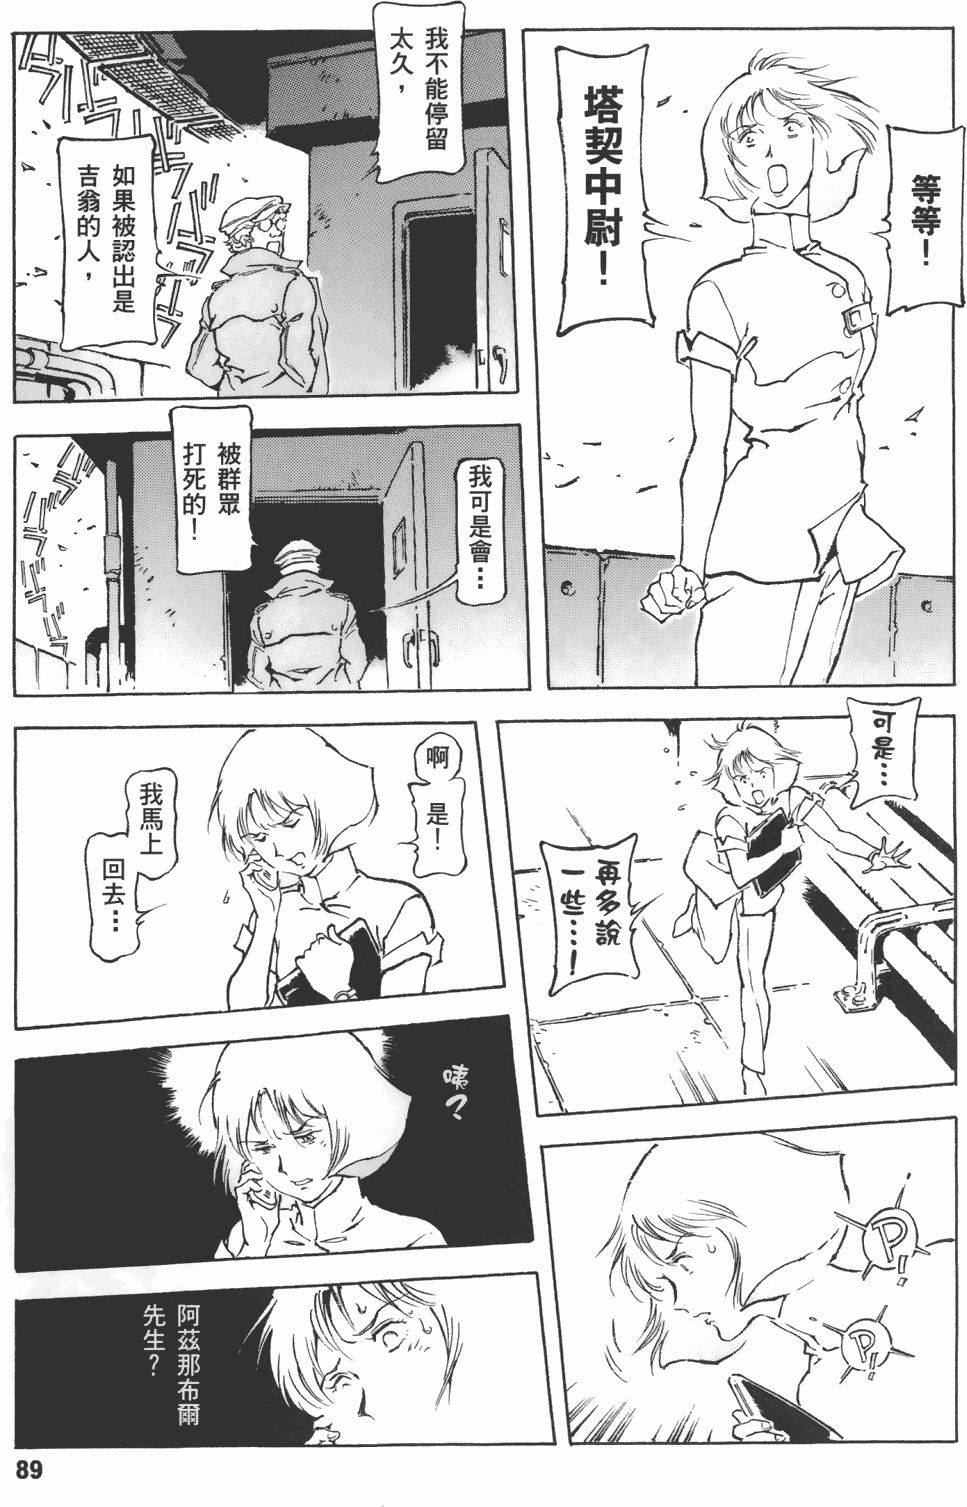 等等！
塔契中尉！
我不能停留
太久，
如果被認出是
吉翁的人，
我可是會…
被群眾
打死的！
可是…
再多說
一些…！
P!
P!
啊
是！
我馬上
回去…
咦？
阿茲那布爾
先生？
89